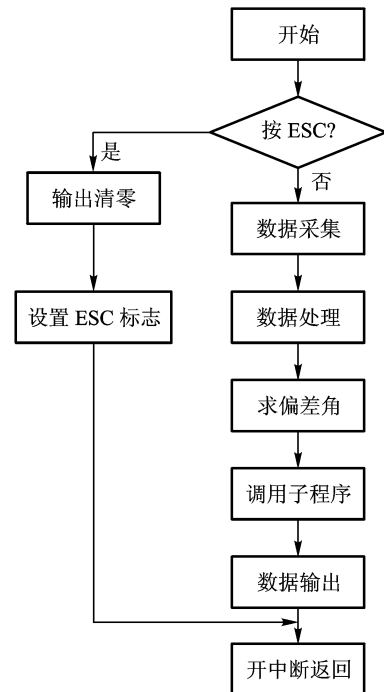 开始
按 ESC?
是
否
输出清零
数据采集
设置 ESC 标志
数据处理
求偏差角
调用子程序
数据输出
开中断返回